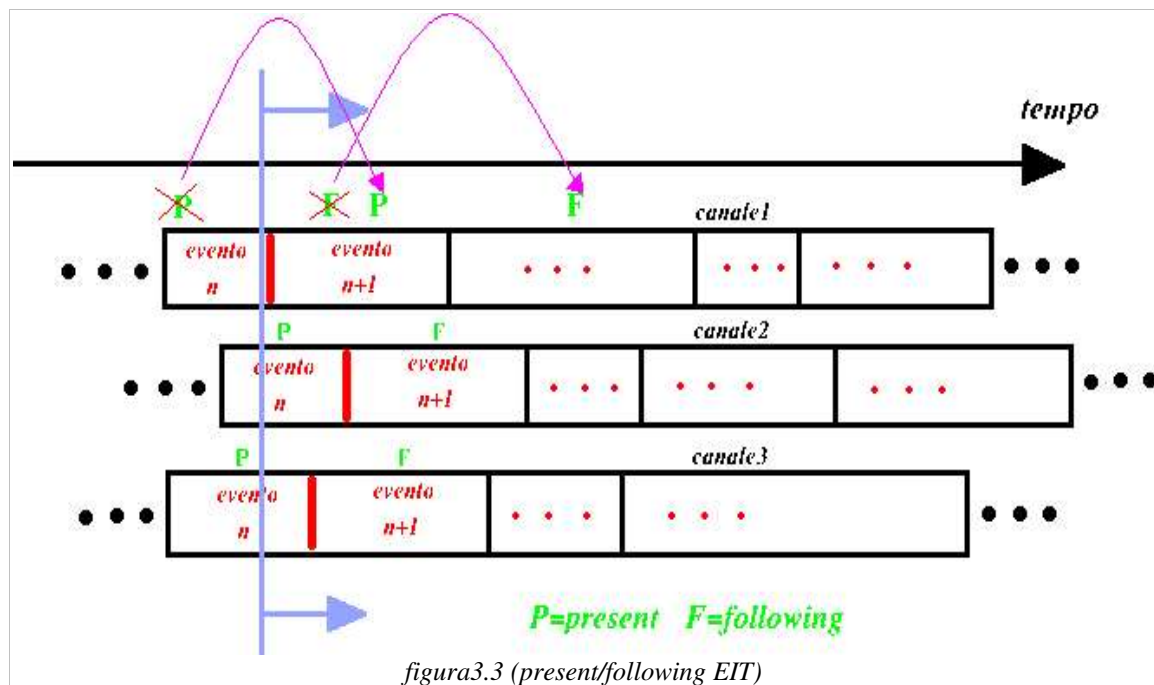 tempo
P F P F
canale1
evento evento
n n+1
P F canale2
evento evento
n n+1
P F canale3
evento evento
n n+1
P=present F=following
figura3.3 (present/following EIT)